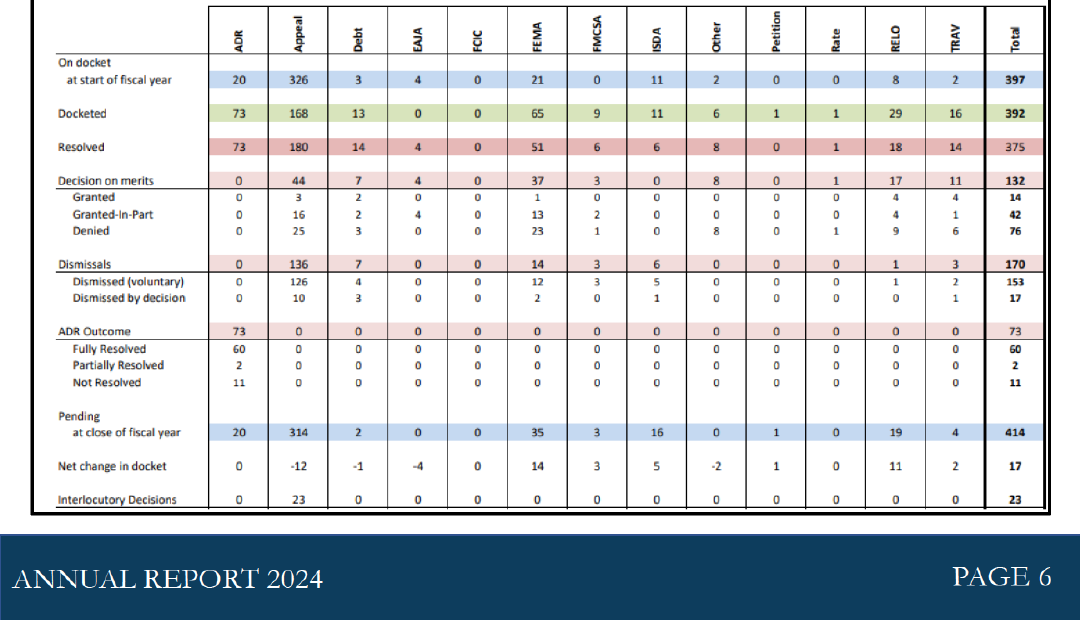 ADR Appeal Debt EAJA FCIC FEMA FMCSA ISDA Other Petition Rate RELO TRAV Total
On docket
at start of fiscal year 20 326 3 4 0 21 0 11 2 0 0 8 2 397
Docketed 73 168 13 0 0 65 9 11 6 1 1 29 16 392
Resolved 73 180 14 4 0 51 6 6 8 0 1 18 14 375
Decision on merits 0 44 7 4 0 37 3 0 8 0 1 17 11 132
Granted 0 3 2 0 0 1 0 0 0 0 0 4 4 14
Granted-In-Part 0 16 2 4 0 13 2 0 0 0 0 4 1 42
Denied 0 25 3 0 0 23 1 0 8 0 1 9 6 76
Dismissals 0 136 7 0 0 14 3 6 0 0 0 1 3 170
Dismissed (voluntary) 0 126 4 0 0 12 3 5 0 0 0 1 2 153
Dismissed by decision 0 10 3 0 0 2 0 1 0 0 0 0 1 17
ADR Outcome 73 0 0 0 0 0 0 0 0 0 0 0 0 73
Fully Resolved 60 0 0 0 0 0 0 0 0 0 0 0 0 60
Partially Resolved 2 0 0 0 0 0 0 0 0 0 0 0 0 2
Not Resolved 11 0 0 0 0 0 0 0 0 0 0 0 0 11
Pending
at close of fiscal year 20 314 2 0 0 35 3 16 0 1 0 19 4 414
Net change in docket 0 -12 -1 -4 0 14 3 5 -2 1 0 11 2 17
Interlocutory Decisions 0 23 0 0 0 0 0 0 0 0 0 0 0 23
ANNUAL REPORT 2024 PAGE 6